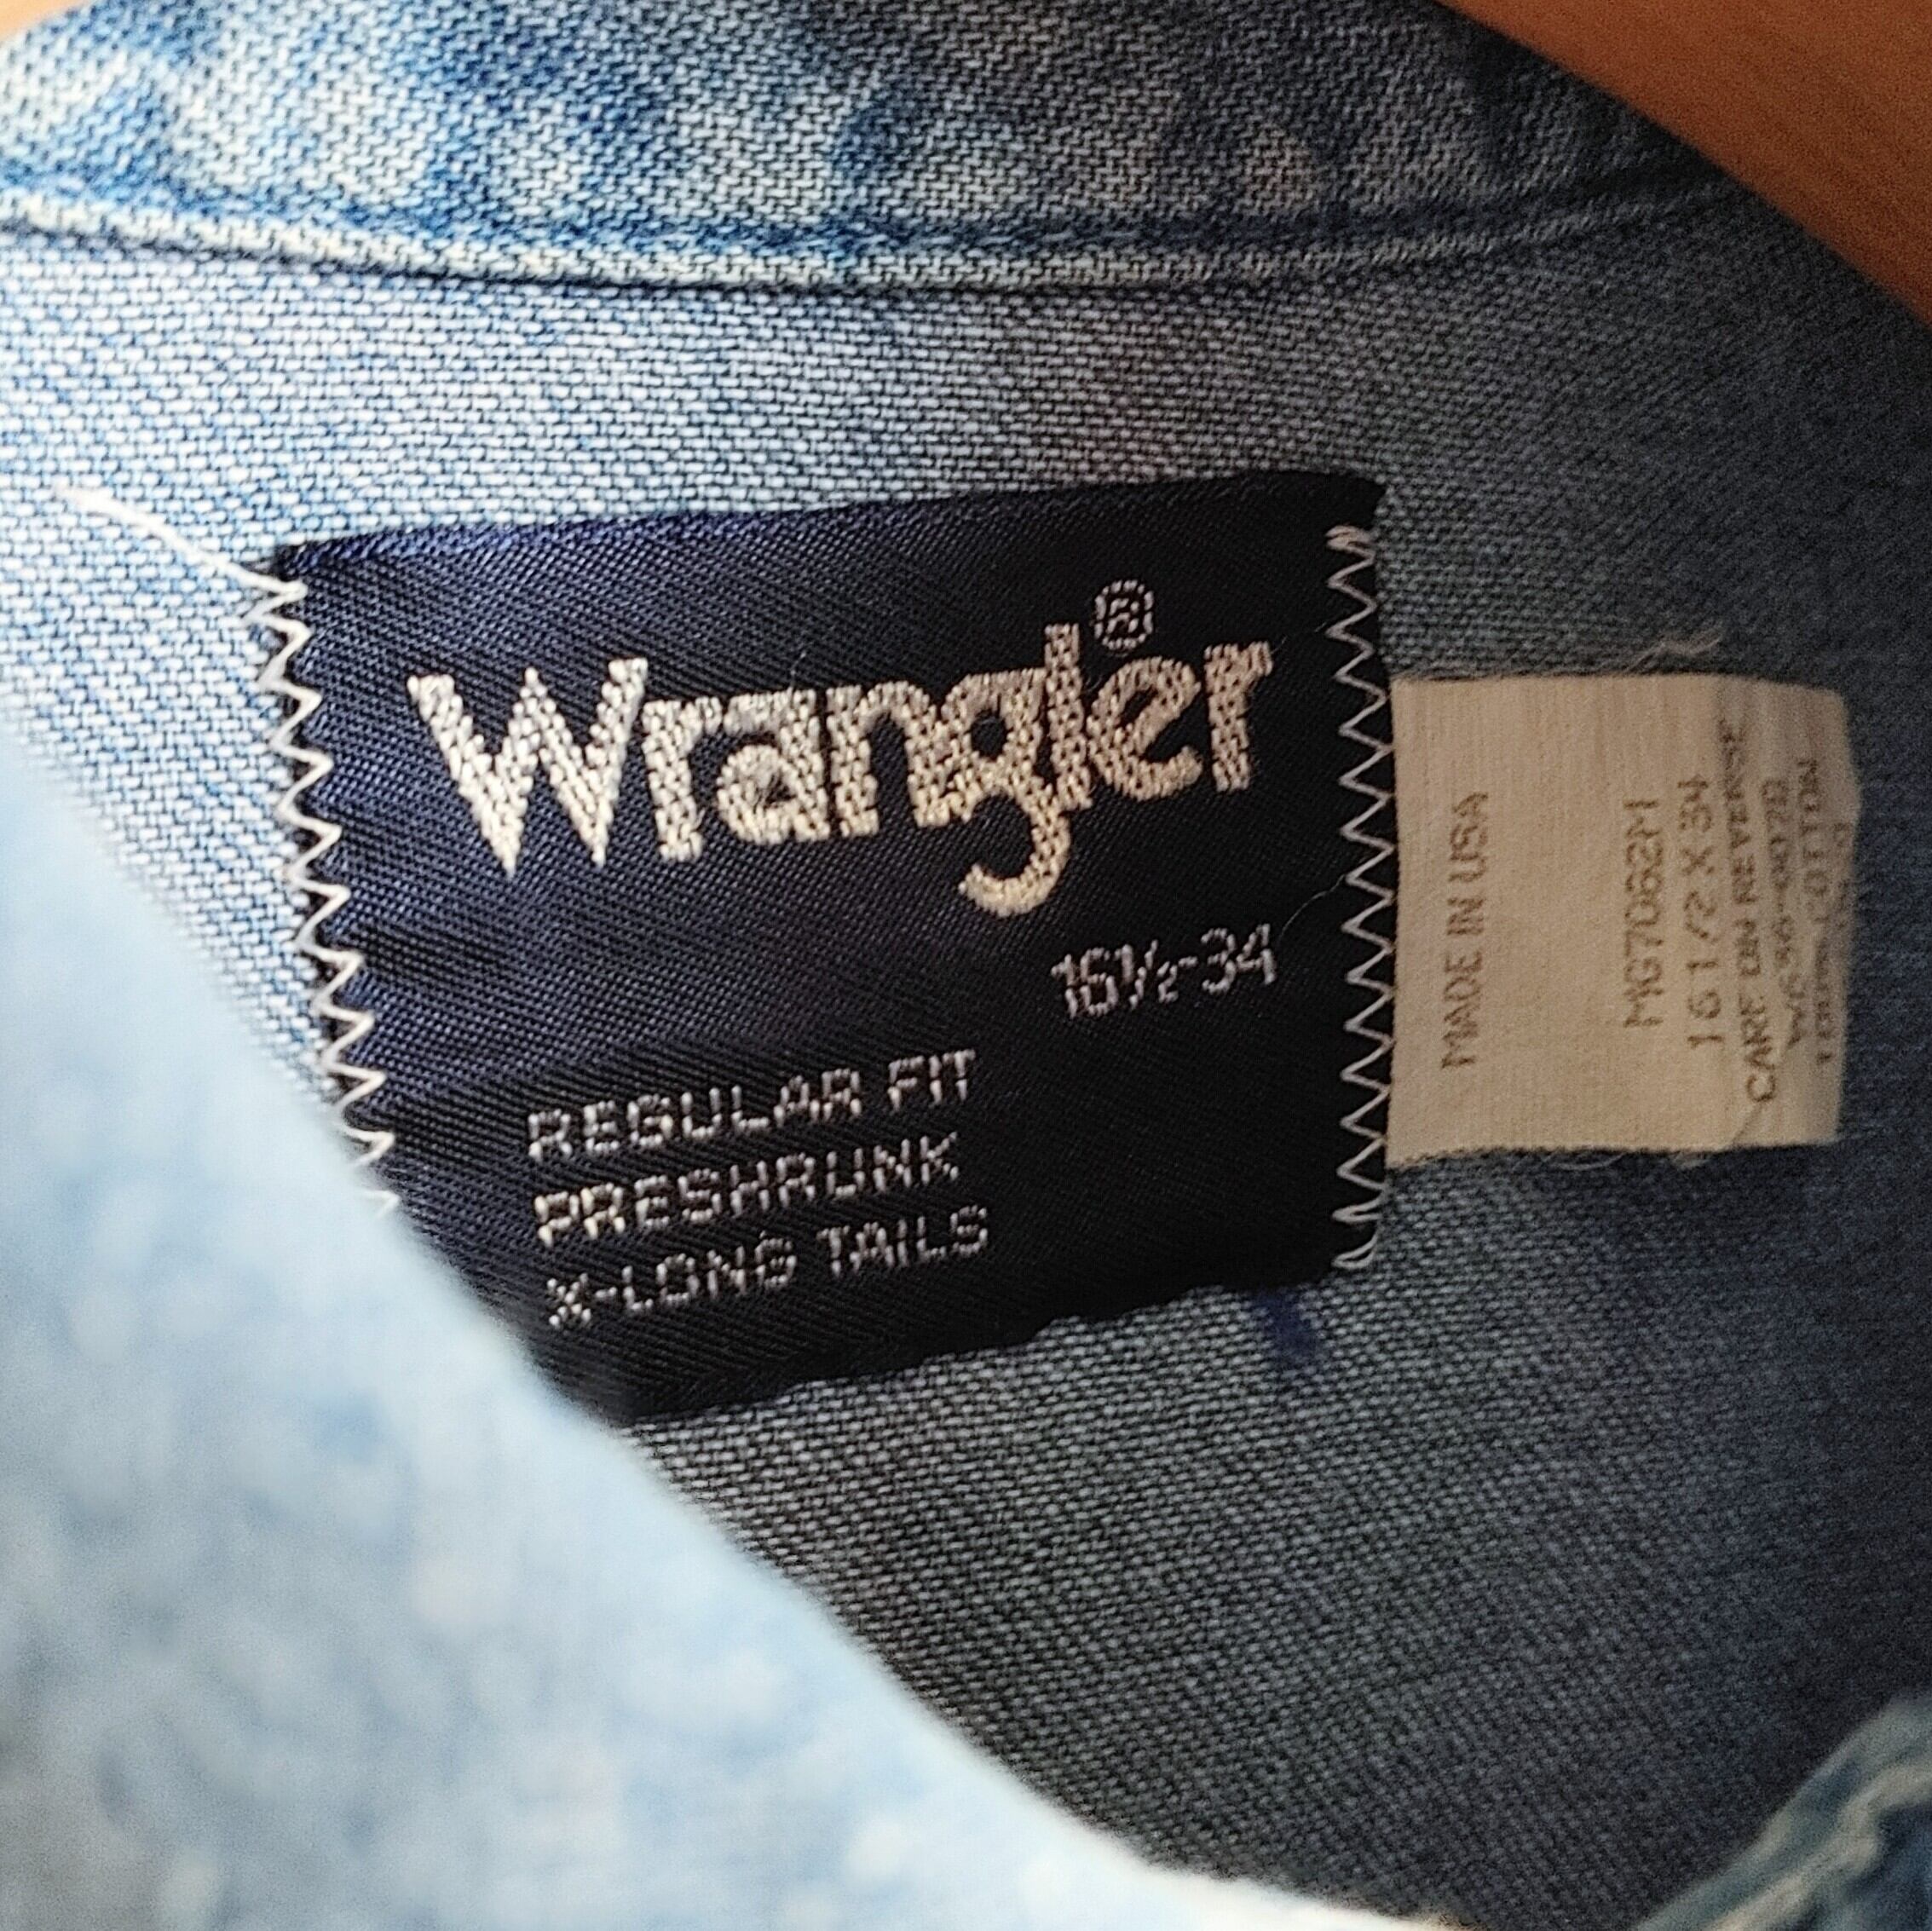 Wrangler®
16½-34
REGULAR FIT
PRESHRUNK
X-LONG TAILS
MADE IN USA
MG7062M
16 1/2 X 34
CARE ON REVERSE
COTTON